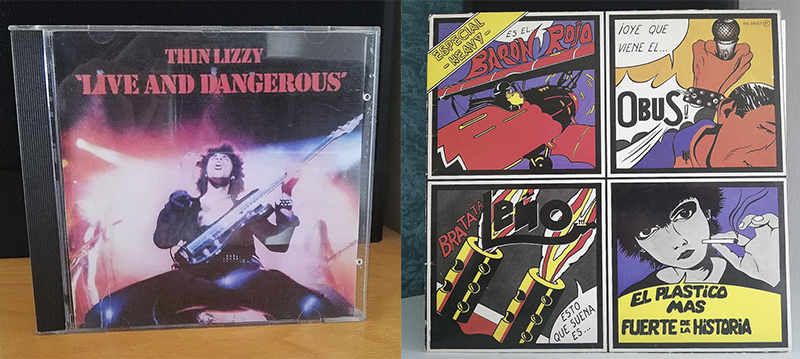 THIN LIZZY
'LIVE AND DANGEROUS'
ESPECIAL
-HEAVY-
ES EL
BARON ROJO
¡OYE QUE
VIENE EL...
OBUS!!
BRATATATA
LEÑO...
ESTO
QUE SUENA
ES...
EL PLASTICO
MAS
FUERTE DE LA HISTORIA